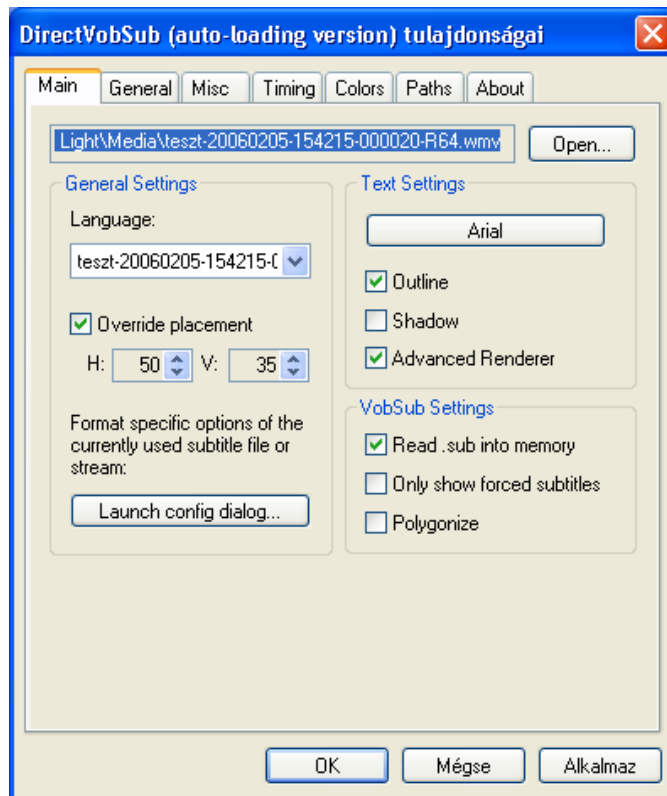 DirectVobSub (auto-loading version) tulajdonságai
Main General Misc Timing Colors Paths About
Light\Media\teszt-20060205-154215-000020-R64.wmv Open...
General Settings
Language:
teszt-20060205-154215-0
Override placement
H: 50 V: 35
Format specific options of the
currently used subtitle file or
stream:
Launch config dialog...
Text Settings
Arial
Outline
Shadow
Advanced Renderer
VobSub Settings
Read .sub into memory
Only show forced subtitles
Polygonize
OK Mégse Alkalmaz